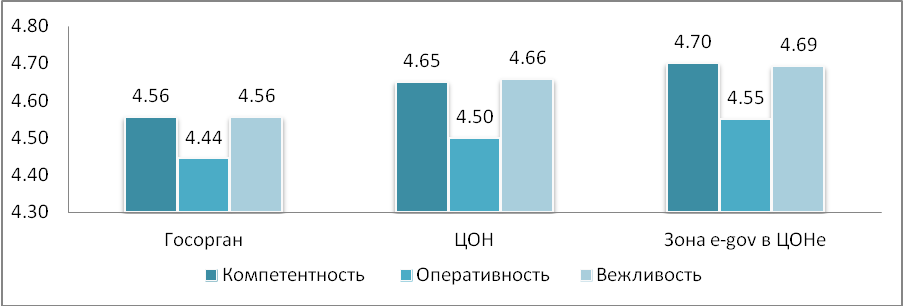 4.80
4.70
4.60
4.50
4.40
4.30
4.56
4.44
4.56
4.65
4.50
4.66
4.70
4.55
4.69
Госорган
ЦОН
Зона e-gov в ЦОНе
Компетентность
Оперативность
Вежливость